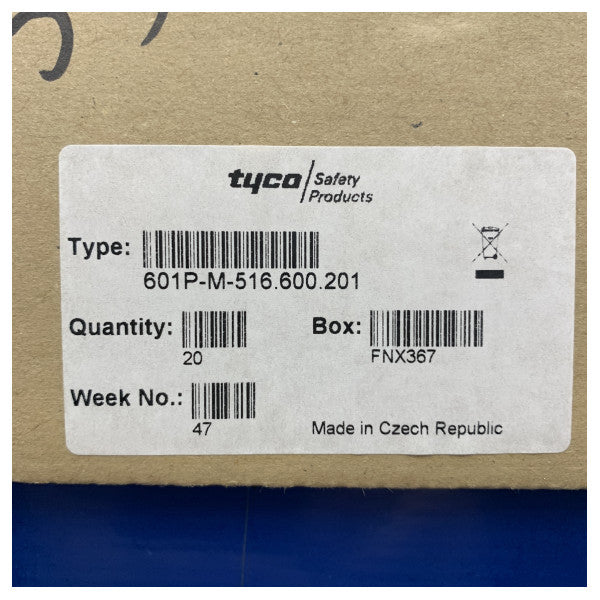 tyco Safety
Products
Type:
601P-M-516.600.201
Quantity:
20
Box:
FNX367
Week No.:
47
Made in Czech Republic